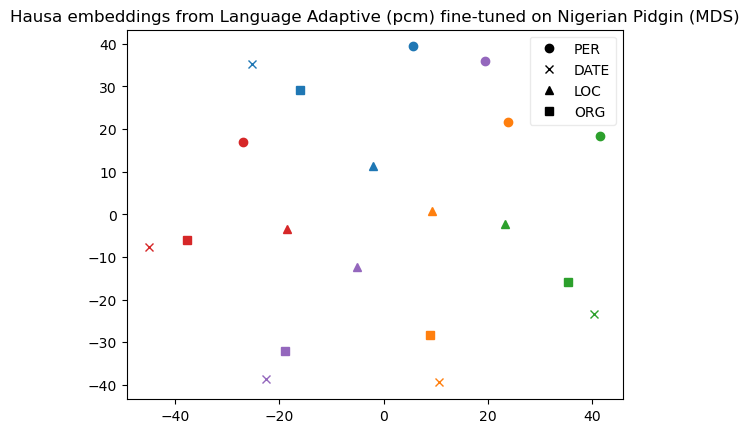 Hausa embeddings from Language Adaptive (pcm) fine-tuned on Nigerian Pidgin (MDS)
PER
DATE
LOC
ORG
40
30
20
10
0
−10
−20
−30
−40
−40
−20
0
20
40